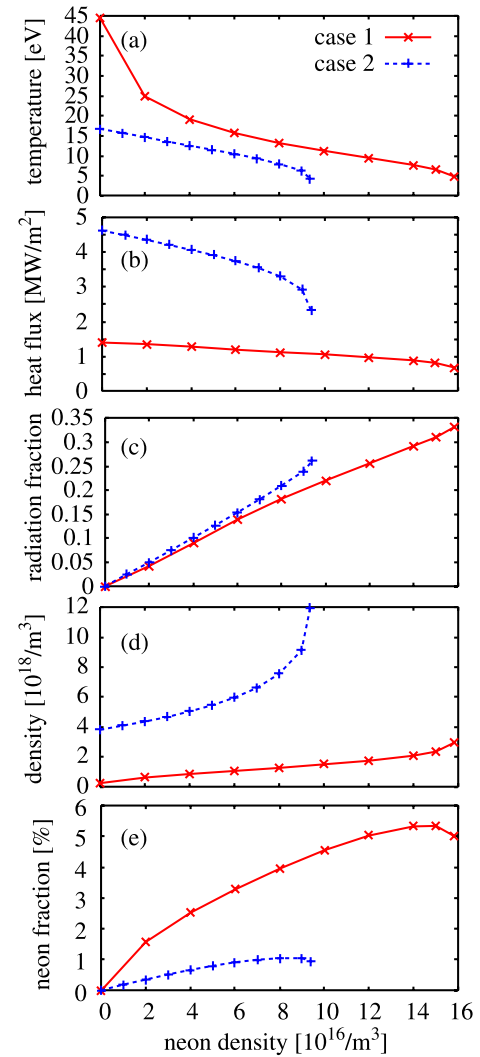 45
40
35
30
25
20
15
10
5
0
temperature [eV]
(a)
case 1
case 2
5
4
3
2
1
0
heat flux [MW/m²]
(b)
0.35
0.3
0.25
0.2
0.15
0.1
0.05
0
radiation fraction
(c)
12
10
8
6
4
2
0
density [10¹⁸/m³]
(d)
6
5
4
3
2
1
0
neon fraction [%]
(e)
0 2 4 6 8 10 12 14 16
neon density [10¹⁶/m³]